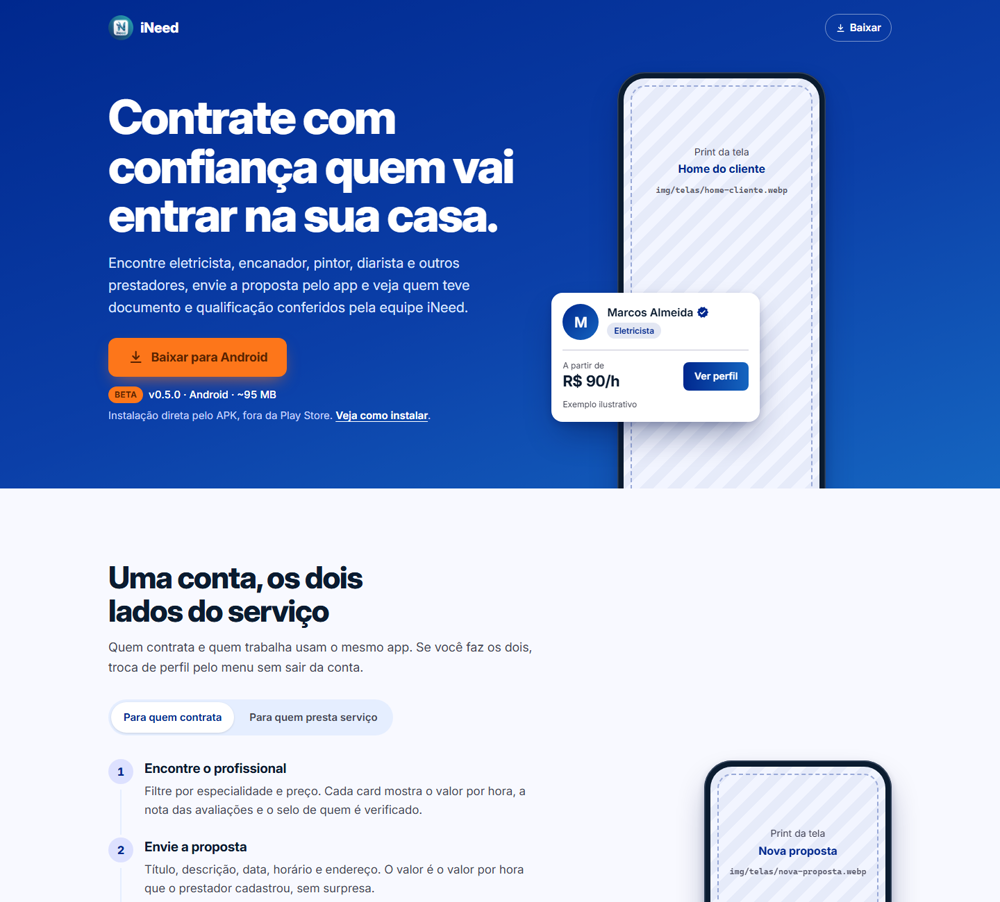 iNeed
Baixar
Contrate com
confiança quem vai
entrar na sua casa.
Encontre eletricista, encanador, pintor, diarista e outros
prestadores, envie a proposta pelo app e veja quem teve
documento e qualificação conferidos pela equipe iNeed.
Baixar para Android
BETA v0.5.0 · Android · ~95 MB
Instalação direta pelo APK, fora da Play Store. Veja como instalar.
Print da tela
Home do cliente
img/telas/home-cliente.webp
M
Marcos Almeida
Eletricista
A partir de
R$ 90/h
Ver perfil
Exemplo ilustrativo
Uma conta, os dois
lados do serviço
Quem contrata e quem trabalha usam o mesmo app. Se você faz os dois,
troca de perfil pelo menu sem sair da conta.
Para quem contrata
Para quem presta serviço
1 Encontre o profissional
Filtre por especialidade e preço. Cada card mostra o valor por hora, a
nota das avaliações e o selo de quem é verificado.
2 Envie a proposta
Título, descrição, data, horário e endereço. O valor é o valor por hora
que o prestador cadastrou, sem surpresa.
Print da tela
Nova proposta
img/telas/nova-proposta.webp